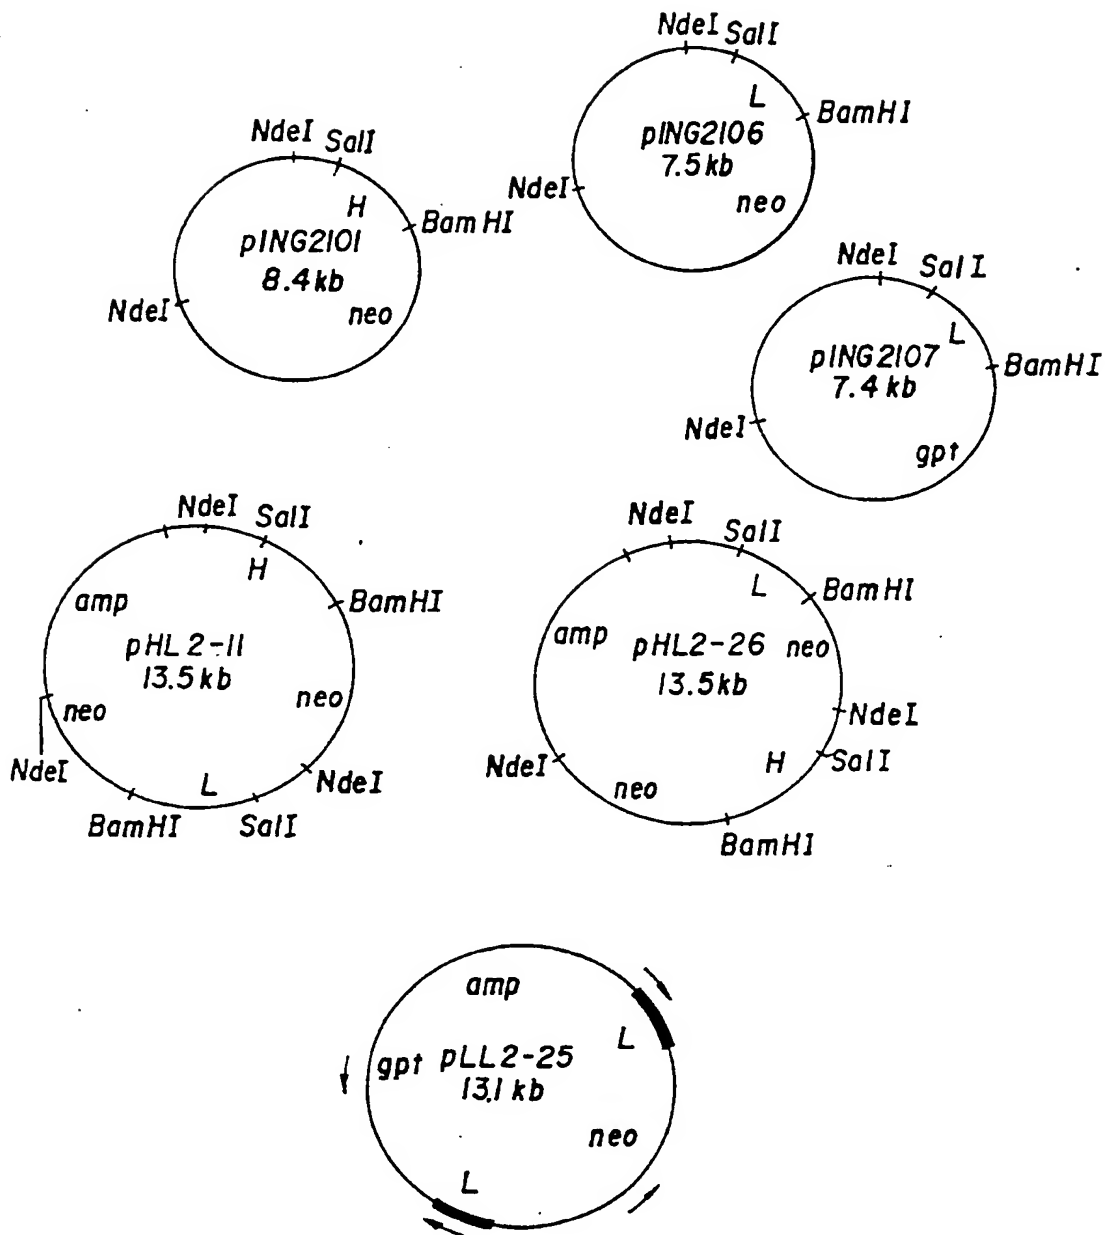 NdeI SalI
L
BamHI
pING2106
7.5 kb
NdeI
neo
NdeI SalI
H
BamHI
pING2101
8.4 kb
NdeI
neo
NdeI SalI
L
BamHI
pING2107
7.4 kb
NdeI
gpt
NdeI SalI
H
BamHI
amp
pHL2-11
13.5 kb
neo
neo
NdeI
NdeI
L
BamHI SalI
NdeI SalI
L
BamHI
amp
pHL2-26
neo
13.5 kb
NdeI
SalI
H
NdeI
neo
BamHI
amp
L
gpt
pLL2-25
13.1 kb
neo
L